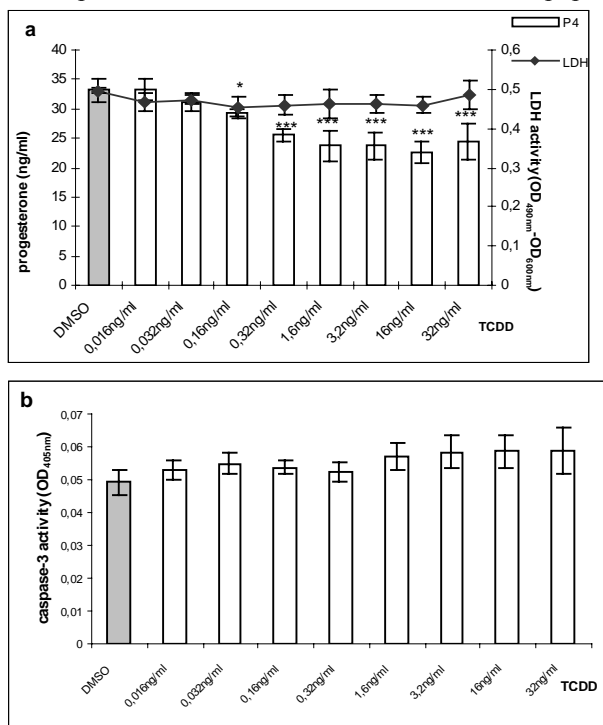 a
P4
LDH
progesterone (ng/ml)
40
35
30
25
20
15
10
5
0
0,6
0,5
0,4
0,3
0,2
0,1
0
LDH activity (OD490nm-OD600nm)
*
***
***
***
***
***
DMSO
0,016ng/ml
0,032ng/ml
0,16ng/ml
0,32ng/ml
1,6ng/ml
3,2ng/ml
16ng/ml
32ng/ml
TCDD
b
caspase-3 activity (OD405nm)
0,07
0,06
0,05
0,04
0,03
0,02
0,01
0
DMSO
0,016ng/ml
0,032ng/ml
0,16ng/ml
0,32ng/ml
1,6ng/ml
3,2ng/ml
16ng/ml
32ng/ml
TCDD